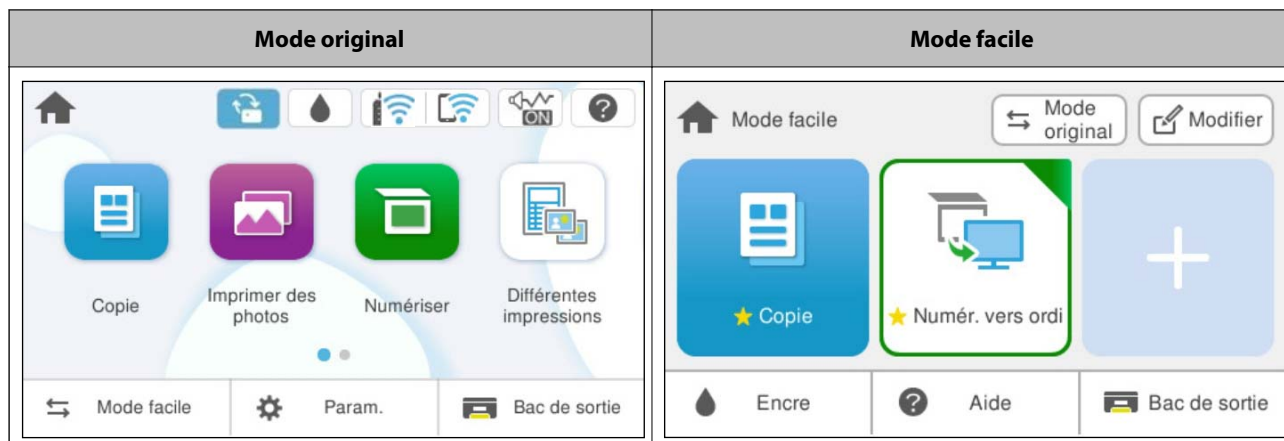 Mode original
Mode facile
ON
Copie
Imprimer des
photos
Numériser
Différentes
impressions
Mode facile
Param.
Bac de sortie
Mode facile
Mode
original
Modifier
Copie
Numér. vers ordi
Encre
Aide
Bac de sortie